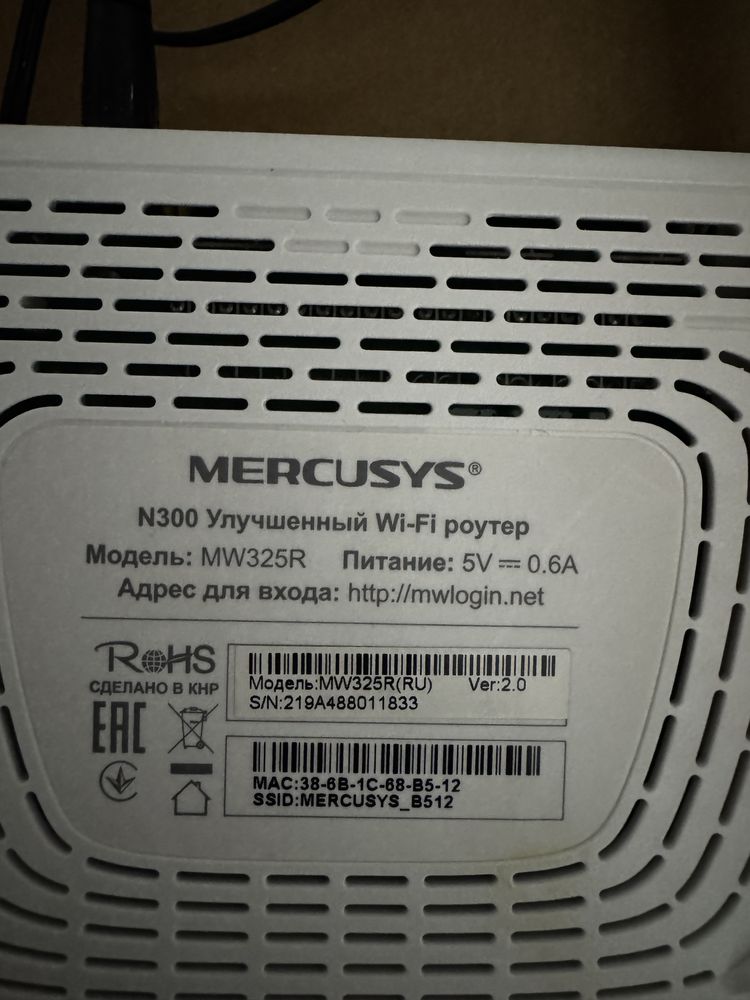 MERCUSYS®
N300 Улучшенный Wi-Fi роутер
Модель: MW325R Питание: 5V ⎓ 0.6A
Адрес для входа: http://mwlogin.net
RoHS
СДЕЛАНО В КНР
EAC
Модель:MW325R(RU) Ver:2.0
S/N:219A488011833
MAC:38-6B-1C-68-B5-12
SSID:MERCUSYS_B512